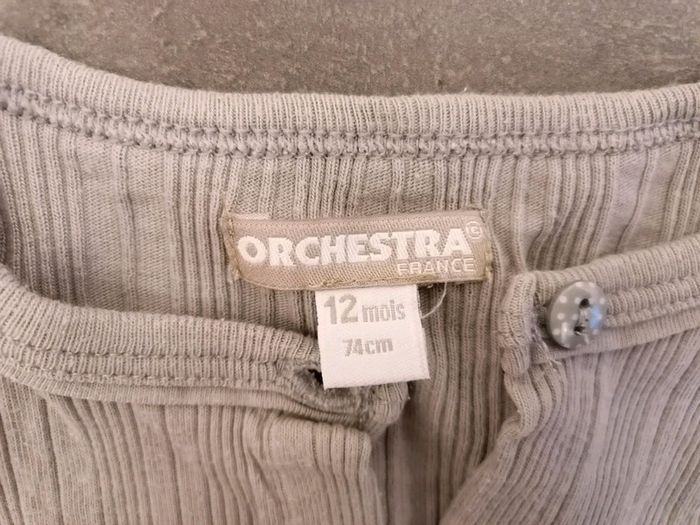 ORCHESTRA
FRANCE
12 mois
74cm